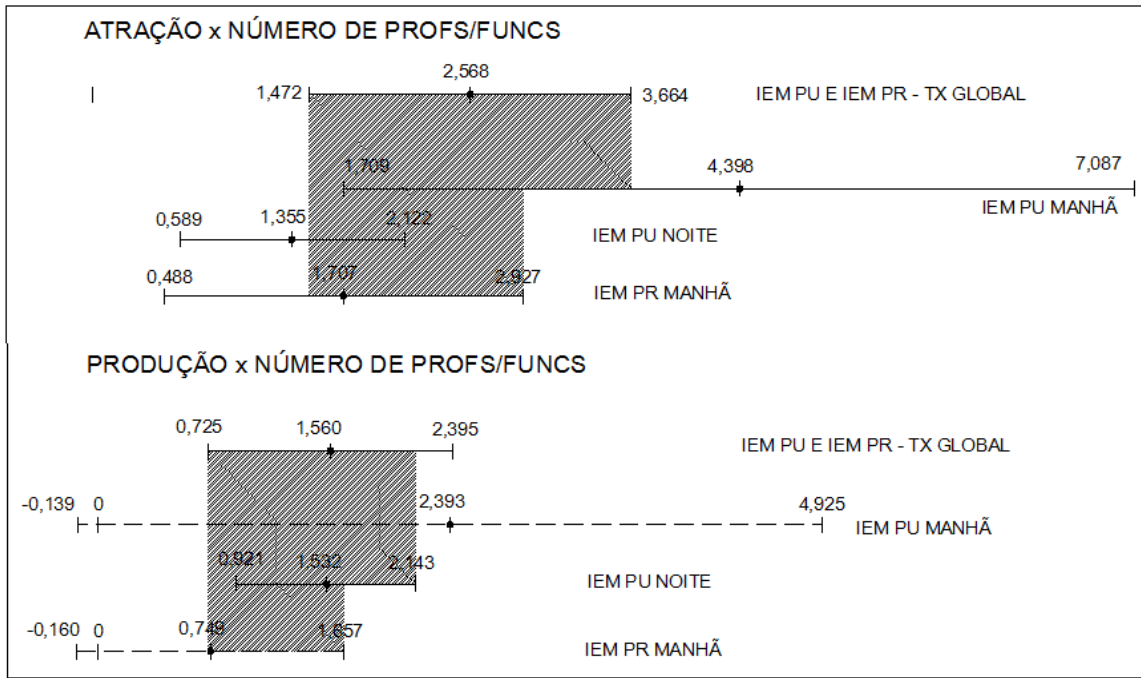 ATRAÇÃO x NÚMERO DE PROFS/FUNCS
1,472 2,568 3,664 IEM PU E IEM PR - TX GLOBAL
1,709 4,398 7,087 IEM PU MANHÃ
0,589 1,355 2,122 IEM PU NOITE
0,488 1,707 2,927 IEM PR MANHÃ
PRODUÇÃO x NÚMERO DE PROFS/FUNCS
0,725 1,560 2,395 IEM PU E IEM PR - TX GLOBAL
-0,139 0 2,393 4,925 IEM PU MANHÃ
0,921 1,532 2,143 IEM PU NOITE
-0,160 0 0,749 1,657 IEM PR MANHÃ